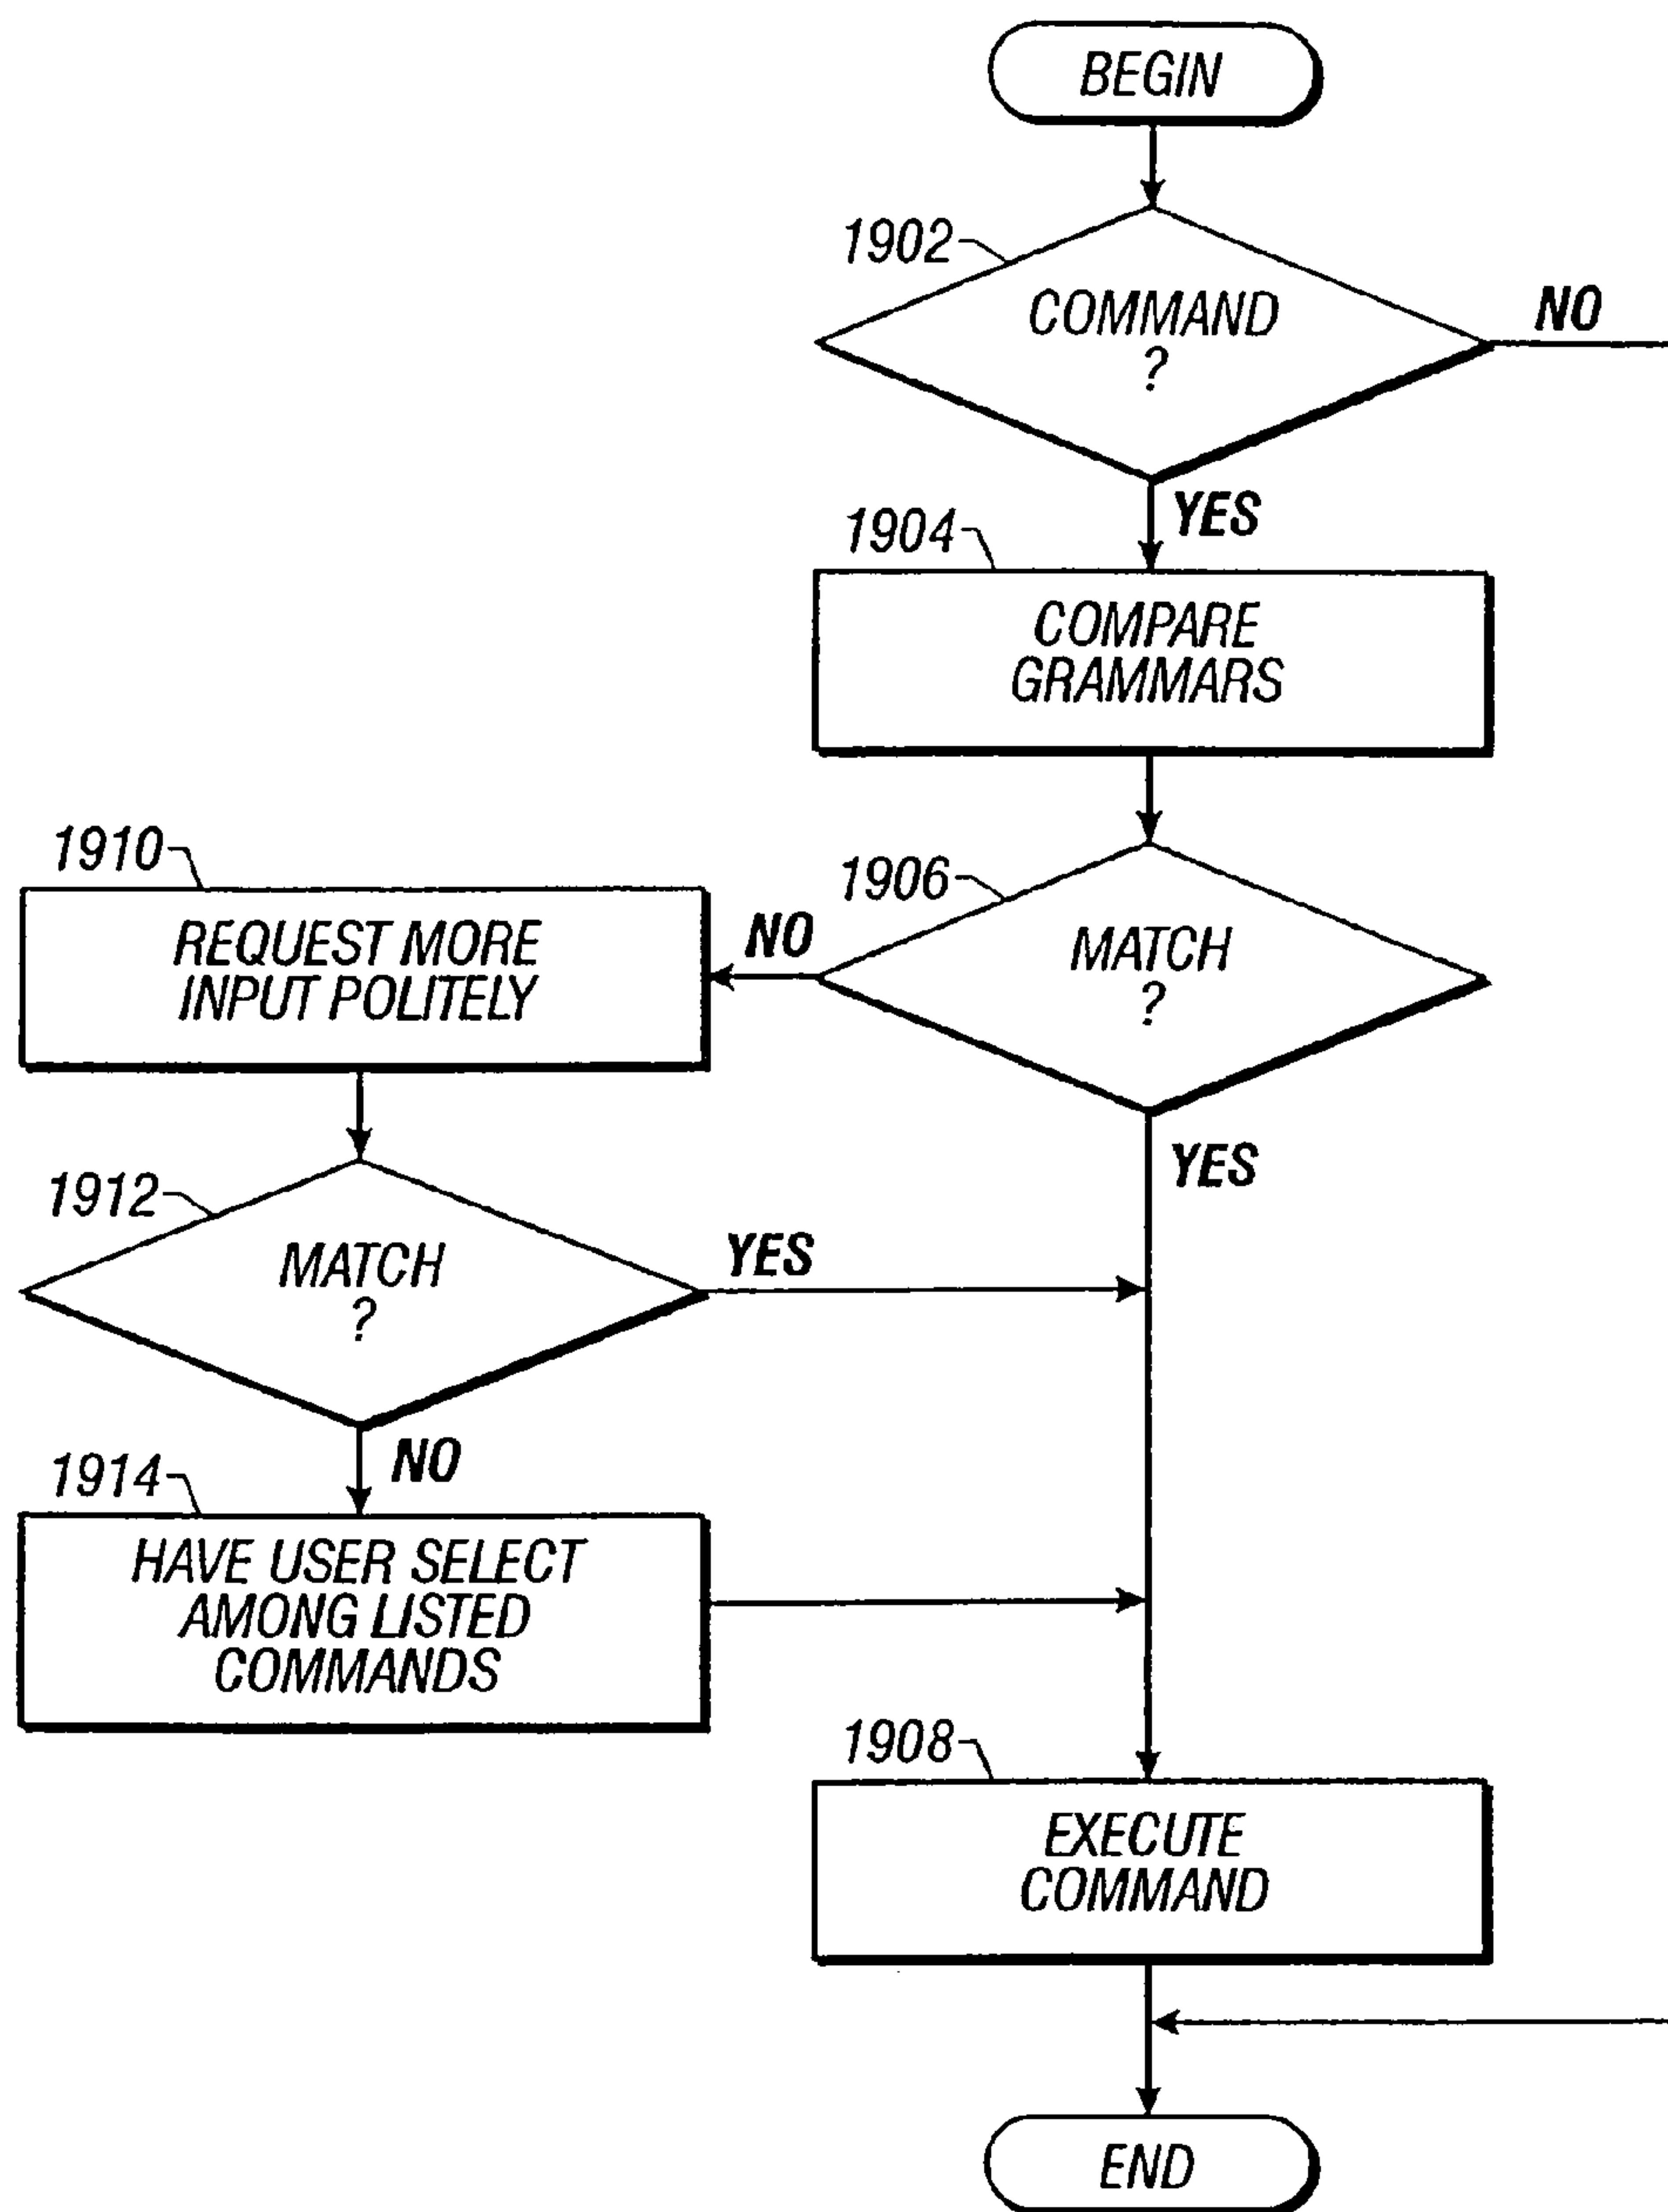 BEGIN
1902
COMMAND
?
NO
YES
1904
COMPARE
GRAMMARS
1910
REQUEST MORE
INPUT POLITELY
NO
1906
MATCH
?
YES
1912
MATCH
?
YES
NO
1914
HAVE USER SELECT
AMONG LISTED
COMMANDS
1908
EXECUTE
COMMAND
END